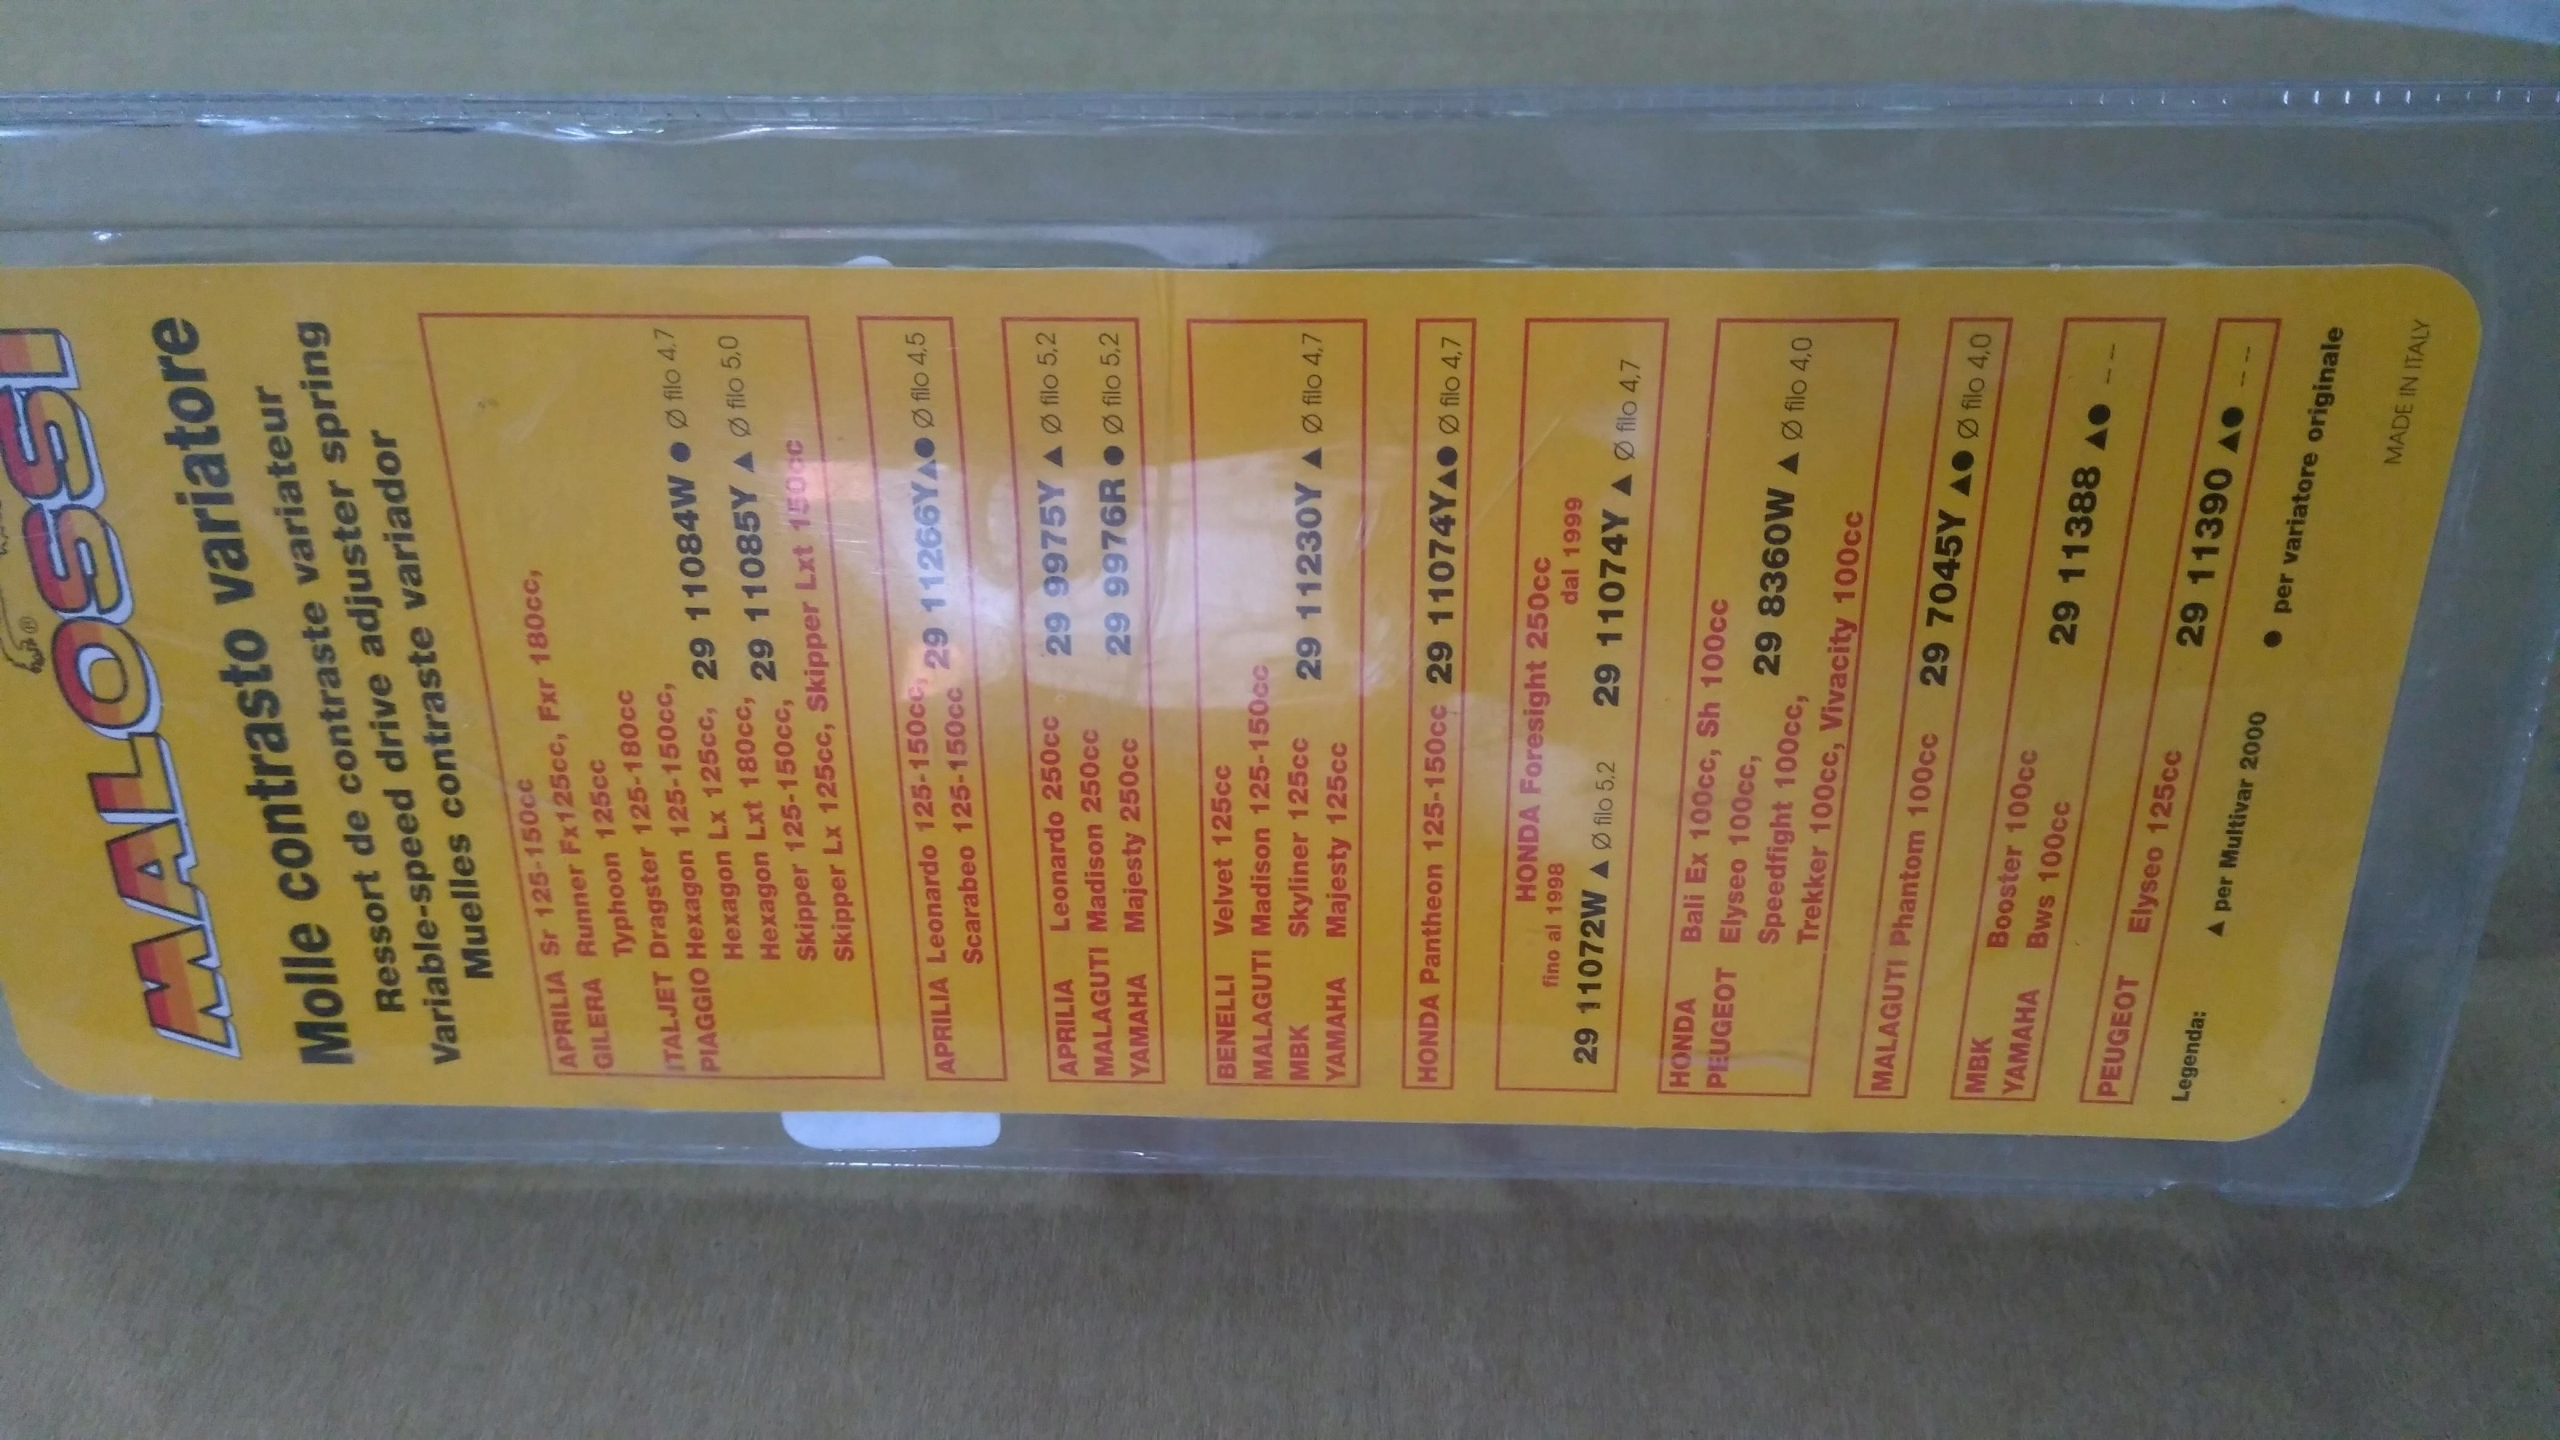 MALOSSI
®
Molle contrasto variatore
Ressort de contraste variateur
Variable-speed drive adjuster spring
Muelles contraste variador
APRILIA Sr 125-150cc
GILERA Runner Fx125cc, Fxr 180cc,
Typhoon 125cc
ITALJET Dragster 125-180cc
PIAGGIO Hexagon 125-150cc,
Hexagon Lx 125cc, 29 11084W ● Ø filo 4,7
Hexagon Lxt 180cc, 29 11085Y ▲ Ø filo 5,0
Skipper 125-150cc,
Skipper Lx 125cc, Skipper Lxt 150cc
APRILIA Leonardo 125-150cc,
Scarabeo 125-150cc 29 11266Y▲● Ø filo 4,5
APRILIA Leonardo 250cc
MALAGUTI Madison 250cc 29 9975Y ▲ Ø filo 5,2
YAMAHA Majesty 250cc 29 9976R ● Ø filo 5,2
BENELLI Velvet 125cc
MALAGUTI Madison 125-150cc
MBK Skyliner 125cc
YAMAHA Majesty 125cc 29 11230Y ▲ Ø filo 4,7
HONDA Pantheon 125-150cc 29 11074Y▲● Ø filo 4,7
HONDA Foresight 250cc
fino al 1998 dal 1999
29 11072W ▲ Ø filo 5,2 29 11074Y ▲ Ø filo 4,7
HONDA Bali Ex 100cc, Sh 100cc
PEUGEOT Elyseo 100cc,
Speedfight 100cc, 29 8360W ▲ Ø filo 4,0
Trekker 100cc, Vivacity 100cc
MALAGUTI Phantom 100cc 29 7045Y ▲● Ø filo 4,0
MBK Booster 100cc
YAMAHA Bws 100cc 29 11388 ▲● ---
PEUGEOT Elyseo 125cc 29 11390 ▲● ---
Legenda: ▲ per Multivar 2000 ● per variatore originale
MADE IN ITALY